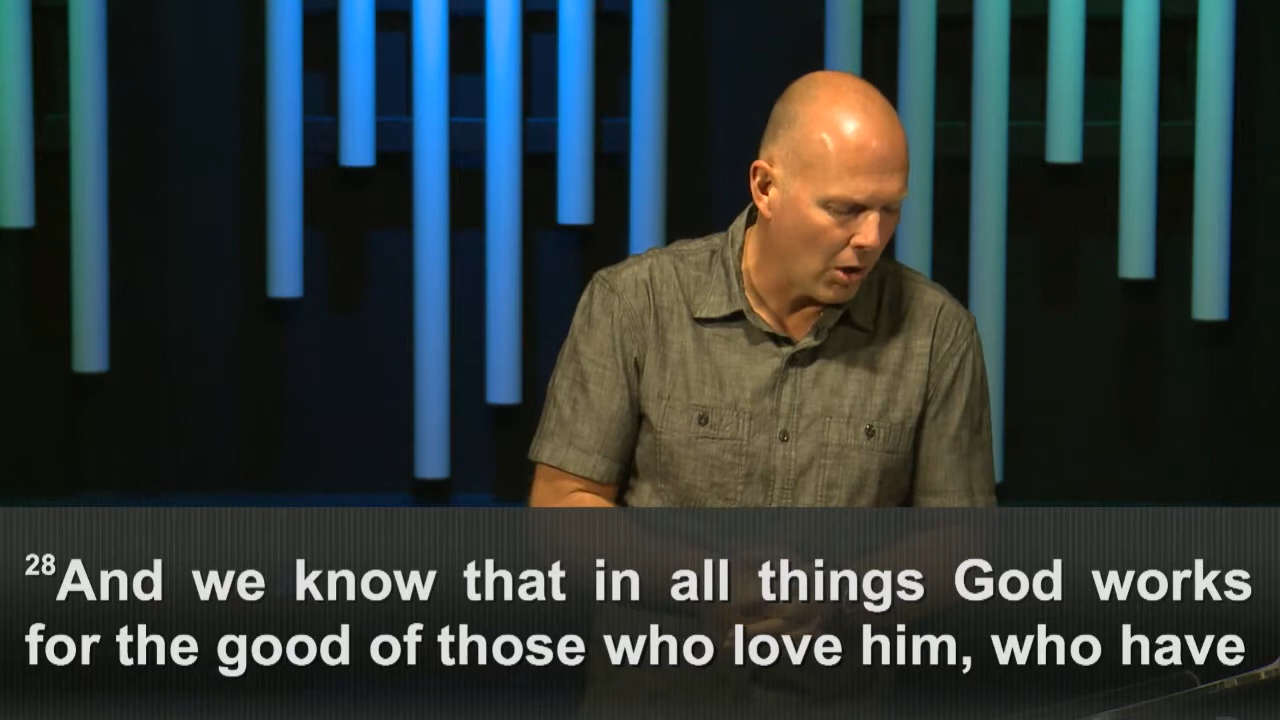 28And we know that in all things God works
for the good of those who love him, who have